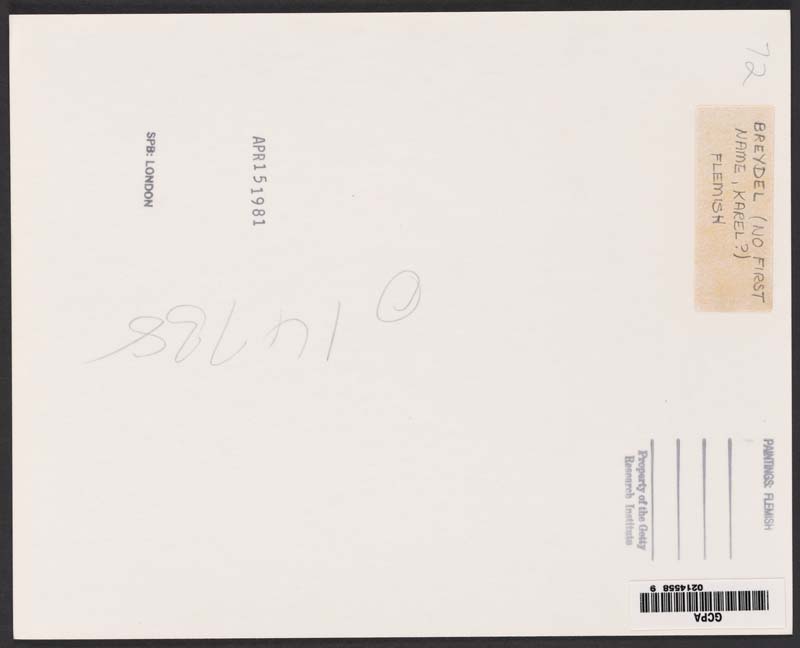 72
BREYDEL (NO FIRST
NAME, KAREL?)
FLEMISH
PAINTINGS: FLEMISH
Property of the Getty
Research Institute
APR 15 1981
SPB: LONDON
GCPA
0214558 9